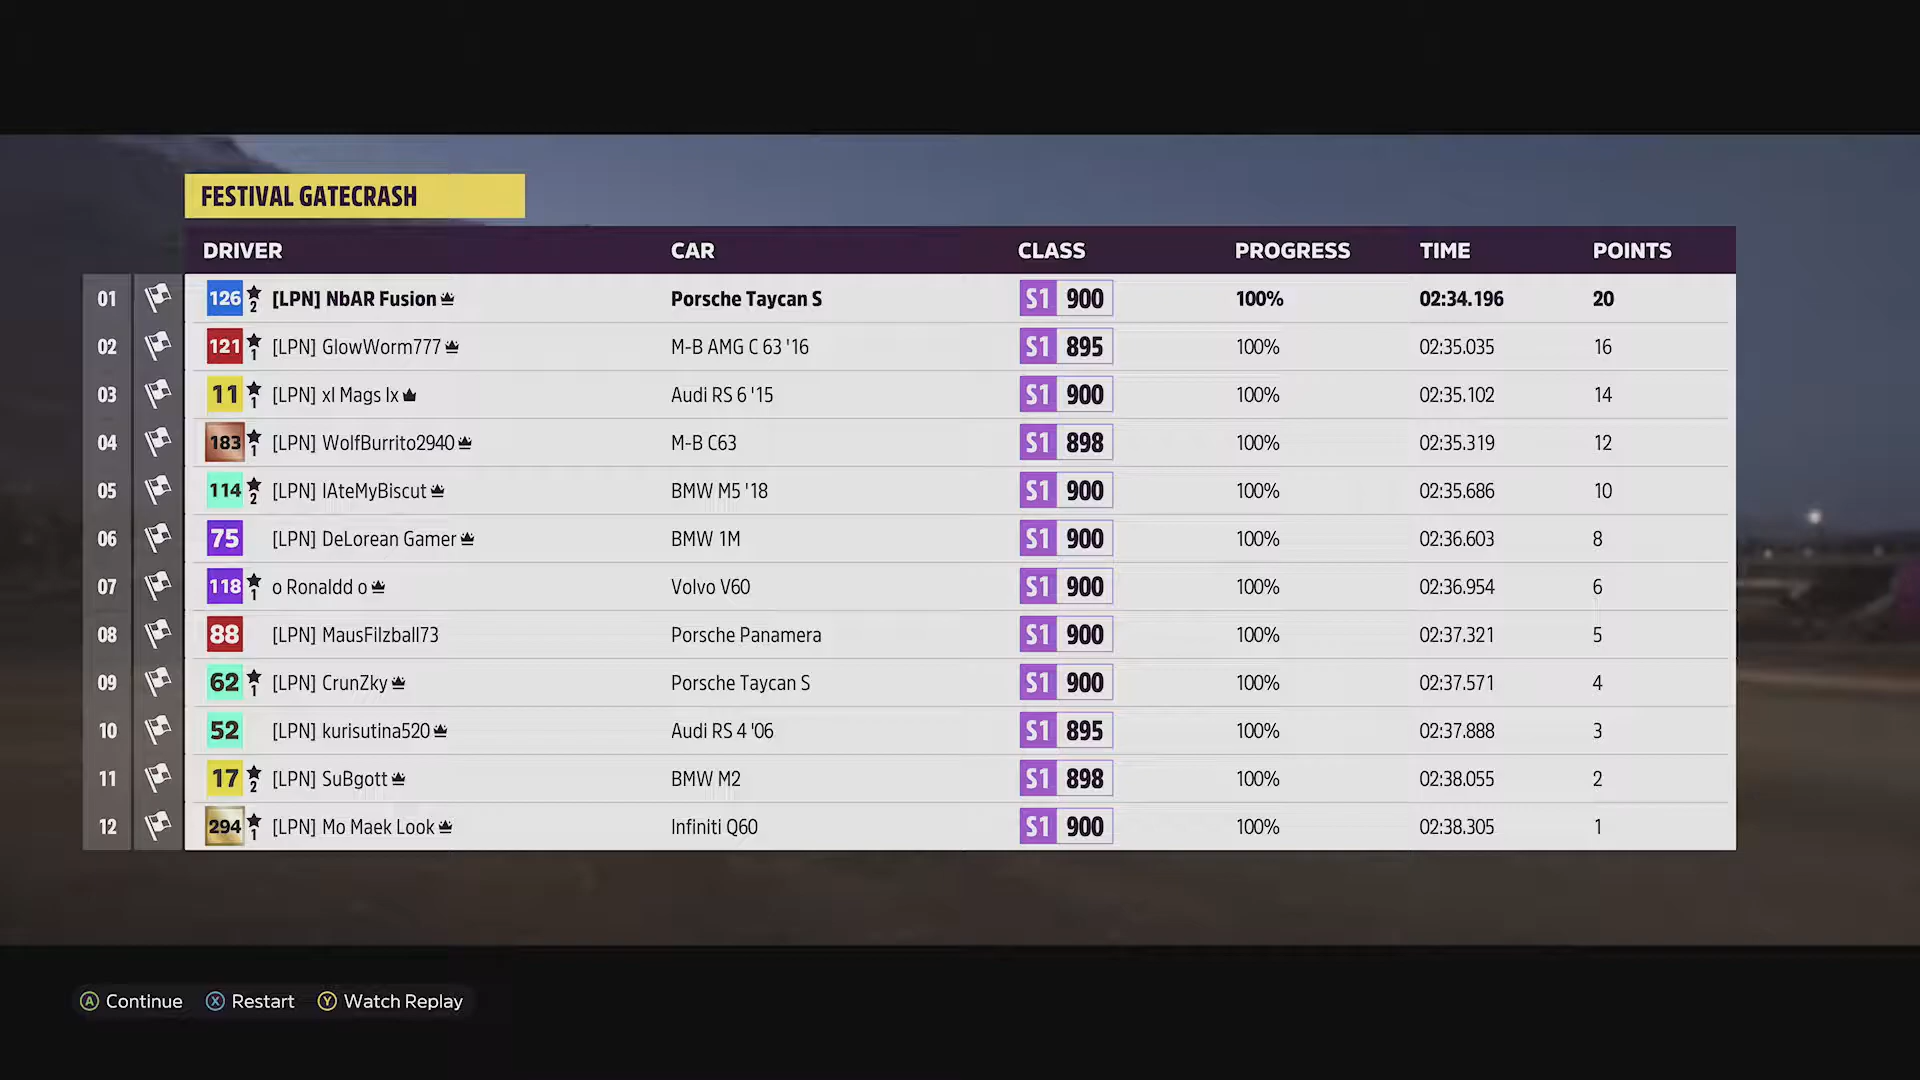 FESTIVAL GATECRASH
DRIVER CAR CLASS PROGRESS TIME POINTS
01 126 2 [LPN] NbAR Fusion Porsche Taycan S S1 900 100% 02:34.196 20
02 121 1 [LPN] GlowWorm777 M-B AMG C 63 '16 S1 895 100% 02:35.035 16
03 11 1 [LPN] xl Mags lx Audi RS 6 '15 S1 900 100% 02:35.102 14
04 183 1 [LPN] WolfBurrito2940 M-B C63 S1 898 100% 02:35.319 12
05 114 2 [LPN] IAteMyBiscut BMW M5 '18 S1 900 100% 02:35.686 10
06 75 [LPN] DeLorean Gamer BMW 1M S1 900 100% 02:36.603 8
07 118 1 o Ronaldd o Volvo V60 S1 900 100% 02:36.954 6
08 88 [LPN] MausFilzball73 Porsche Panamera S1 900 100% 02:37.321 5
09 62 1 [LPN] CrunZky Porsche Taycan S S1 900 100% 02:37.571 4
10 52 [LPN] kurisutina520 Audi RS 4 '06 S1 895 100% 02:37.888 3
11 17 2 [LPN] SuBgott BMW M2 S1 898 100% 02:38.055 2
12 294 1 [LPN] Mo Maek Look Infiniti Q60 S1 900 100% 02:38.305 1
A Continue X Restart Y Watch Replay